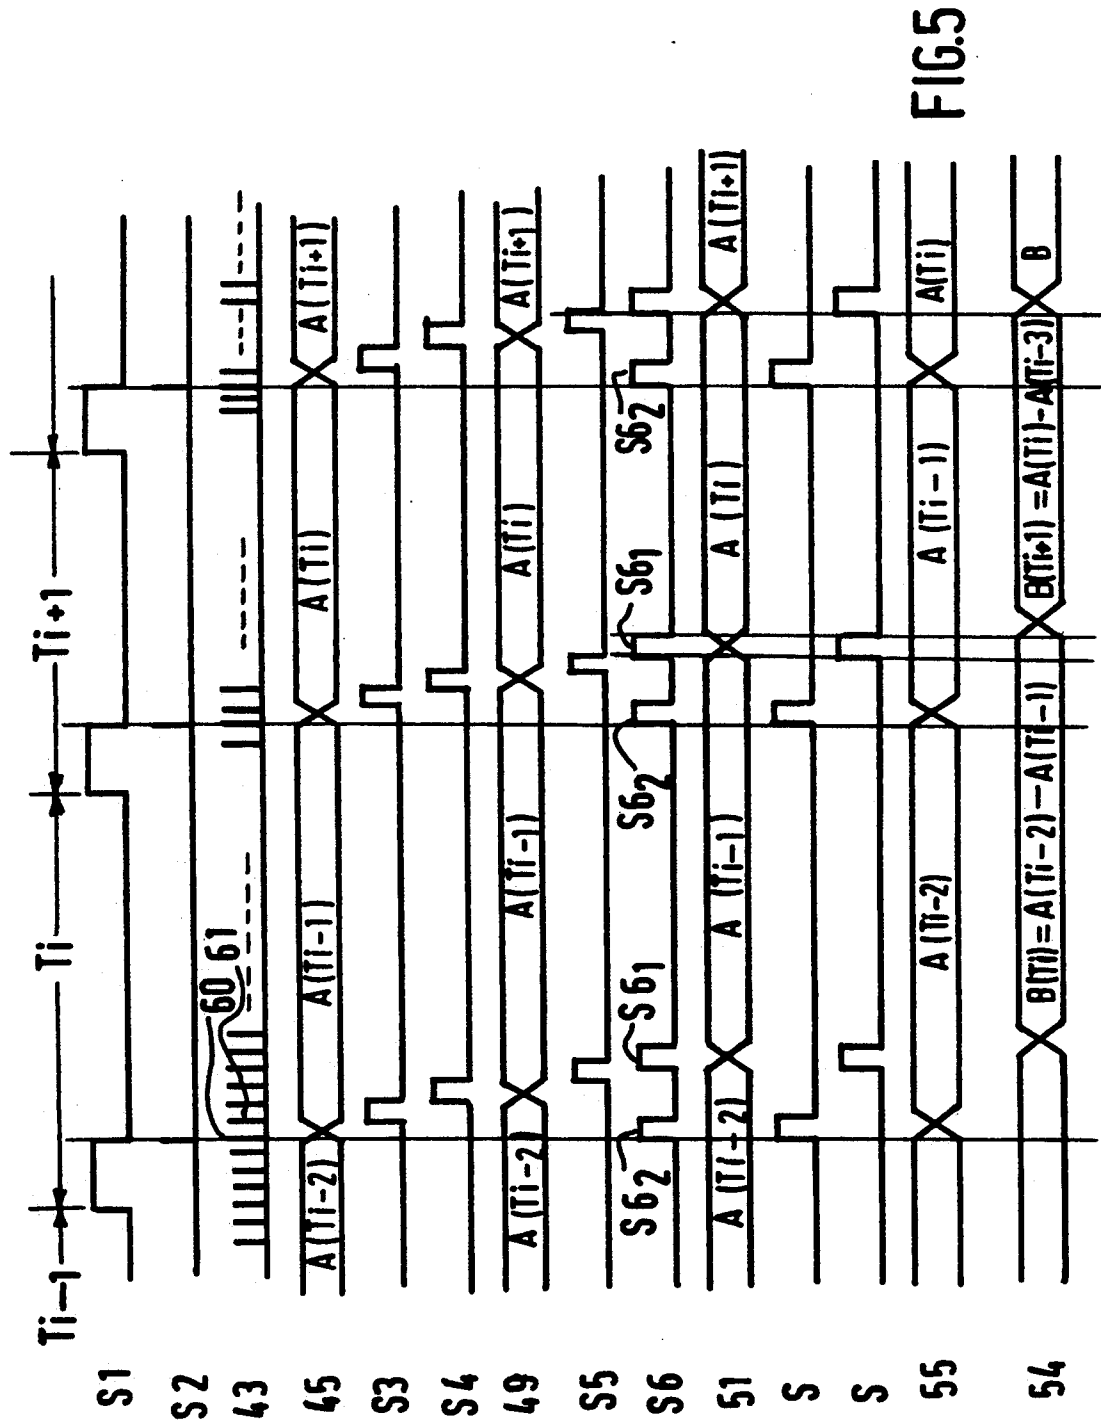 Ti-1 Ti Ti+1
S1
S2
43 60 61
45 A(Ti-2) A(Ti-1) A(Ti) A(Ti+1)
S3
S4
49 A(Ti-2) A(Ti-1) A(Ti) A(Ti+1)
S5
S6 S62 S61 S62 S61 S62
51 A(Ti-2) A(Ti-1) A(Ti) A(Ti+1)
S
S
55 A(Ti-2) A(Ti-1) A(Ti)
54 B(Ti)=A(Ti-2)-A(Ti-1) B(Ti+1)=A(Ti)-A(Ti-3) B
FIG.5